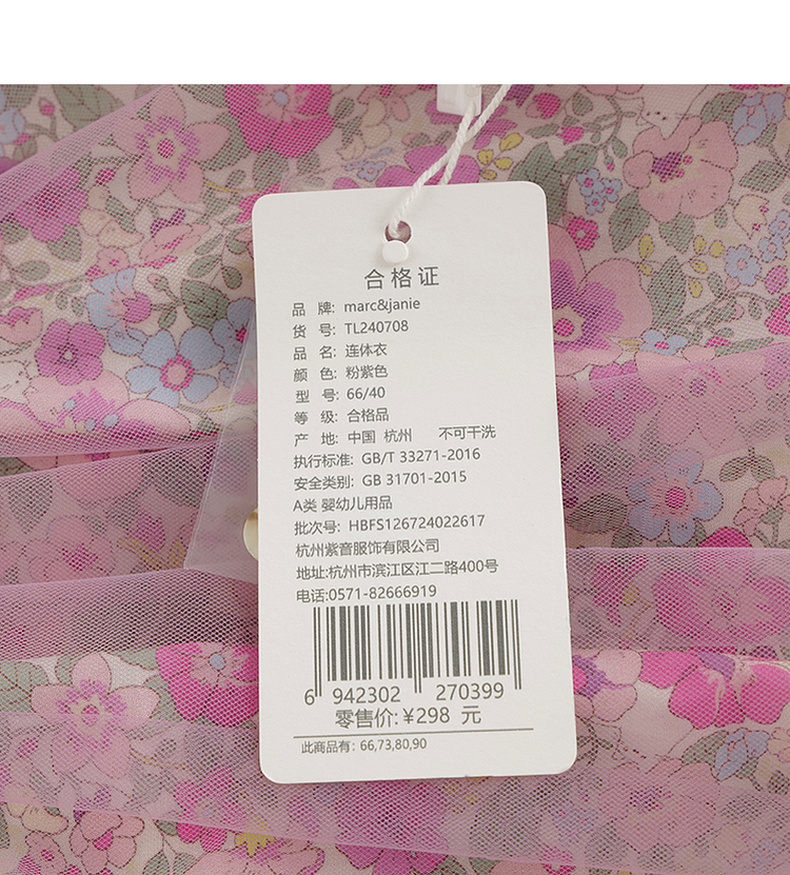 合格证
品 牌: marc&janie
货 号: TL240708
品 名: 连体衣
颜 色: 粉紫色
型 号: 66/40
等 级: 合格品
产 地: 中国 杭州 不可干洗
执行标准: GB/T 33271-2016
安全类别: GB 31701-2015
A类 婴幼儿用品
批次号: HBFS126724022617
杭州紫音服饰有限公司
地址:杭州市滨江区江二路400号
电话:0571-82666919
6 942302 270399
零售价: ¥298 元
此商品有: 66,73,80,90